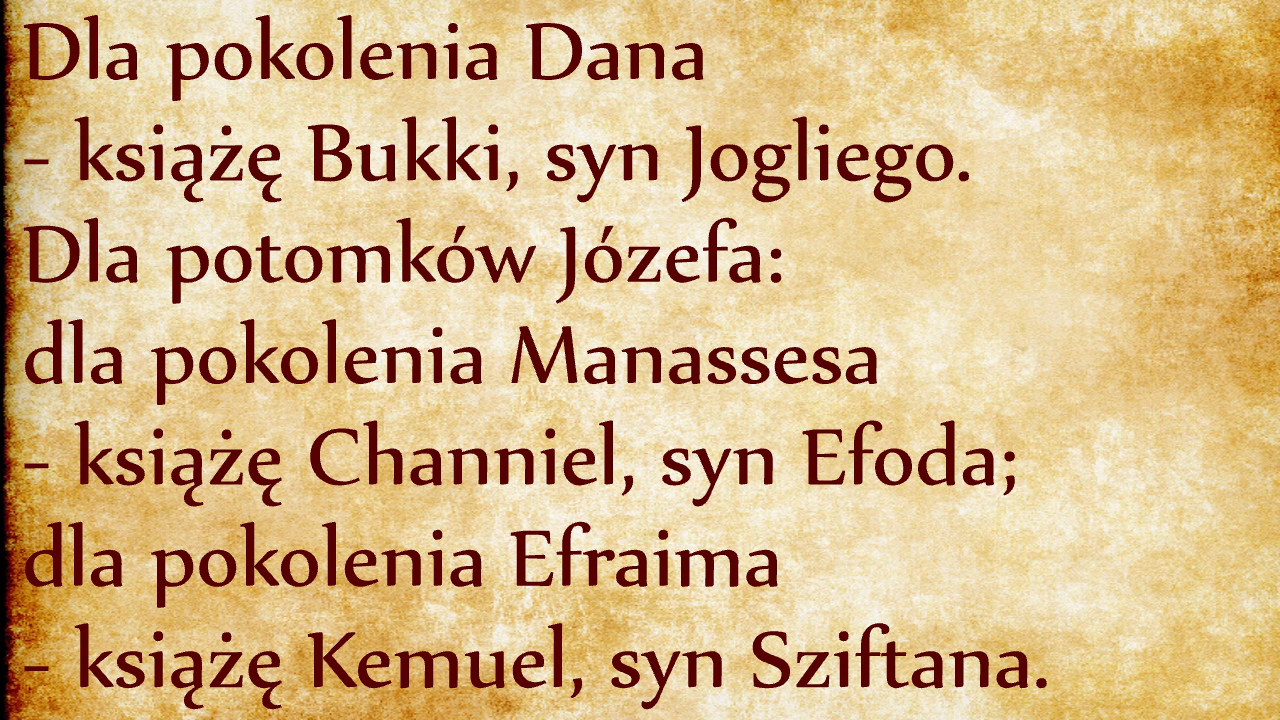 Dla pokolenia Dana
- książę Bukki, syn Jogliego.
Dla potomków Józefa:
dla pokolenia Manassesa
- książę Channiel, syn Efoda;
dla pokolenia Efraima
- książę Kemuel, syn Sziftana.